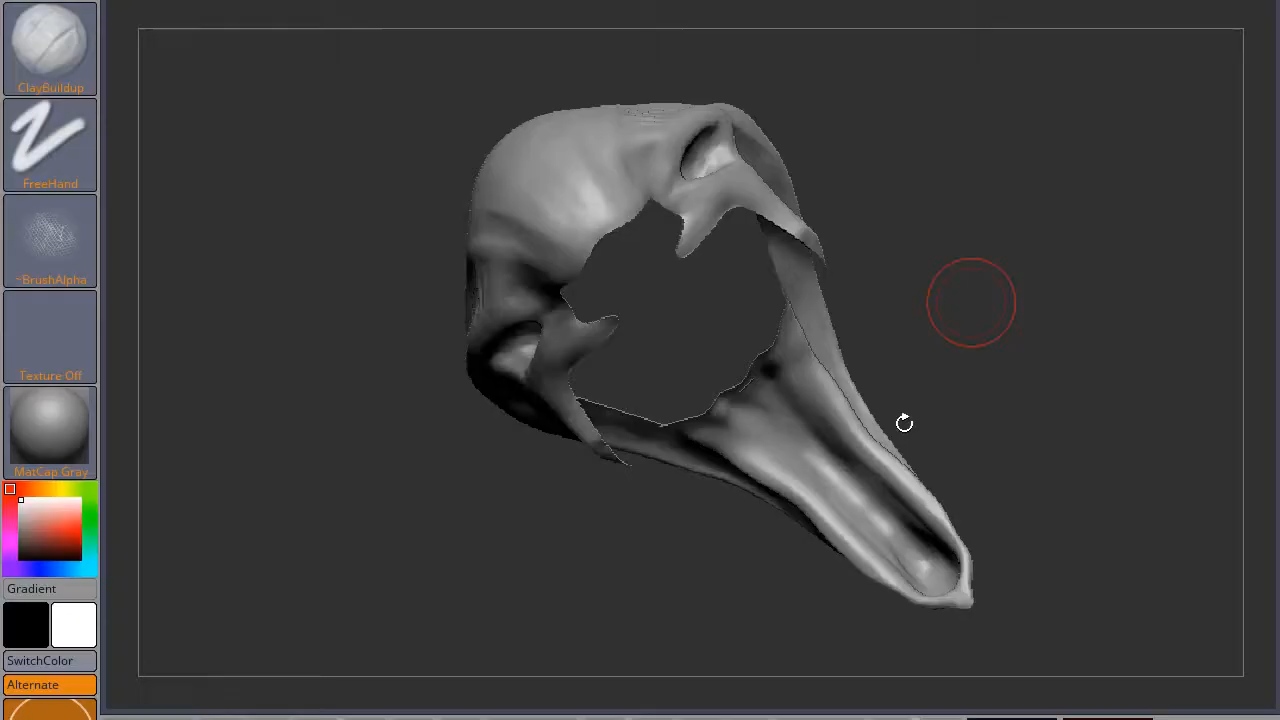 ClayBuildup
FreeHand
~BrushAlpha
Texture Off
MatCap Gray
Gradient
SwitchColor
Alternate